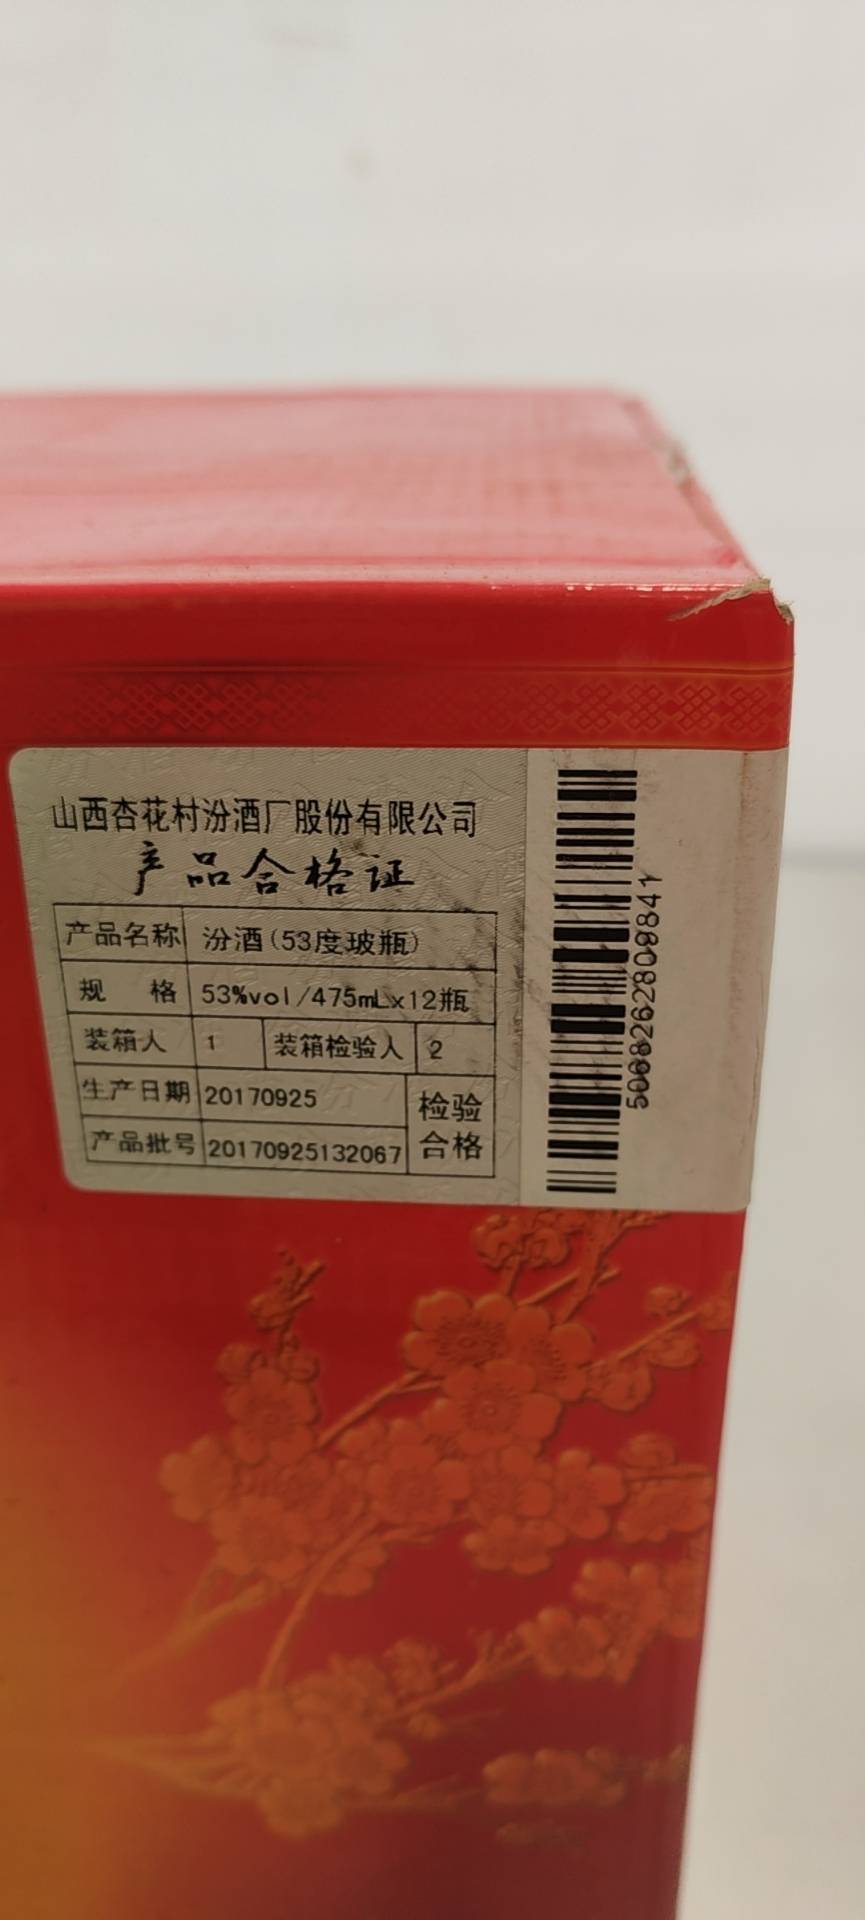 山西杏花村汾酒厂股份有限公司
产品合格证
产品名称 汾酒(53度玻瓶)
规 格 53%vol/475mLx12瓶
装箱人 1 装箱检验人 2
生产日期 20170925 检验
产品批号 20170925132067 合格
5068262809841